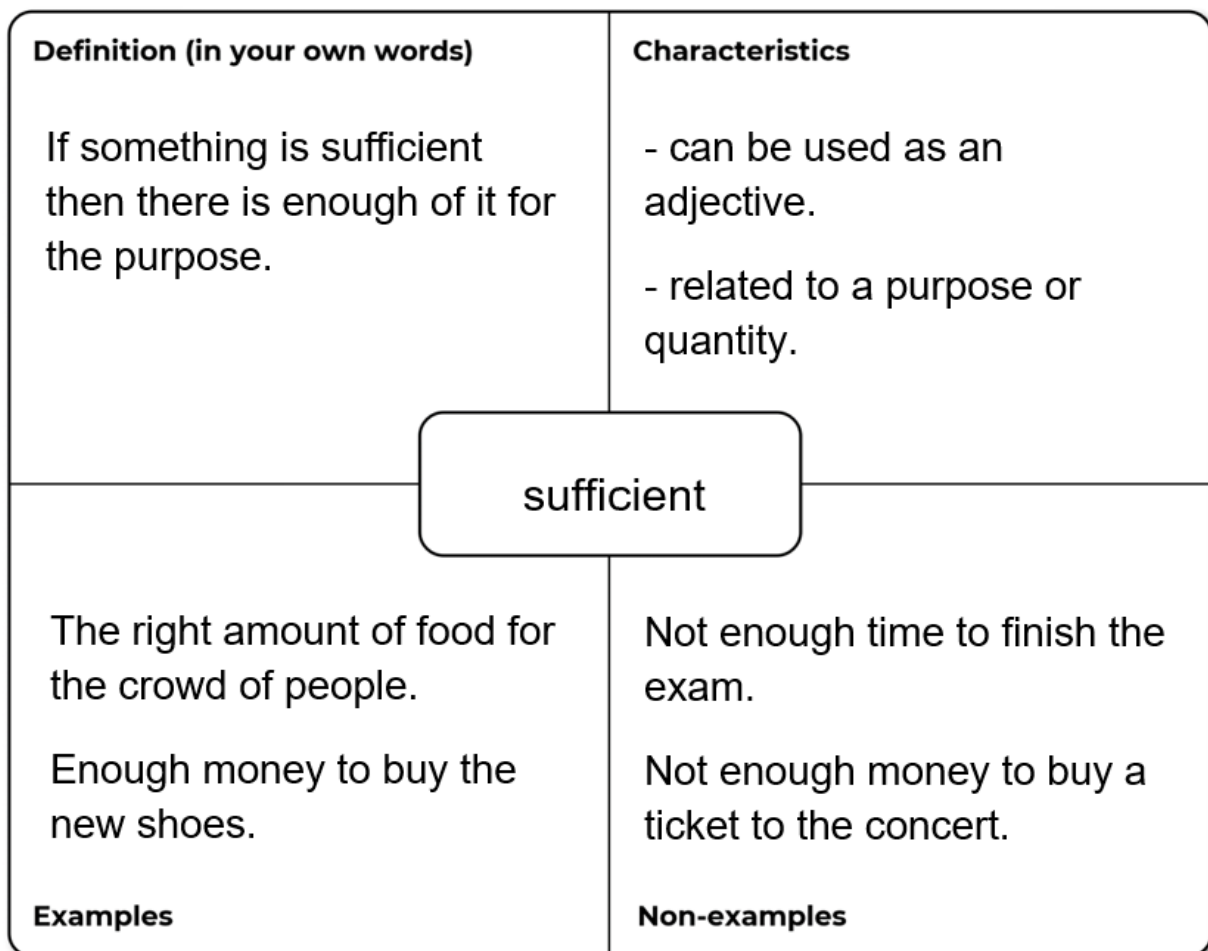 Definition (in your own words)
If something is sufficient
then there is enough of it for
the purpose.
Characteristics
- can be used as an
adjective.
- related to a purpose or
quantity.
sufficient
The right amount of food for
the crowd of people.
Enough money to buy the
new shoes.
Examples
Not enough time to finish the
exam.
Not enough money to buy a
ticket to the concert.
Non-examples